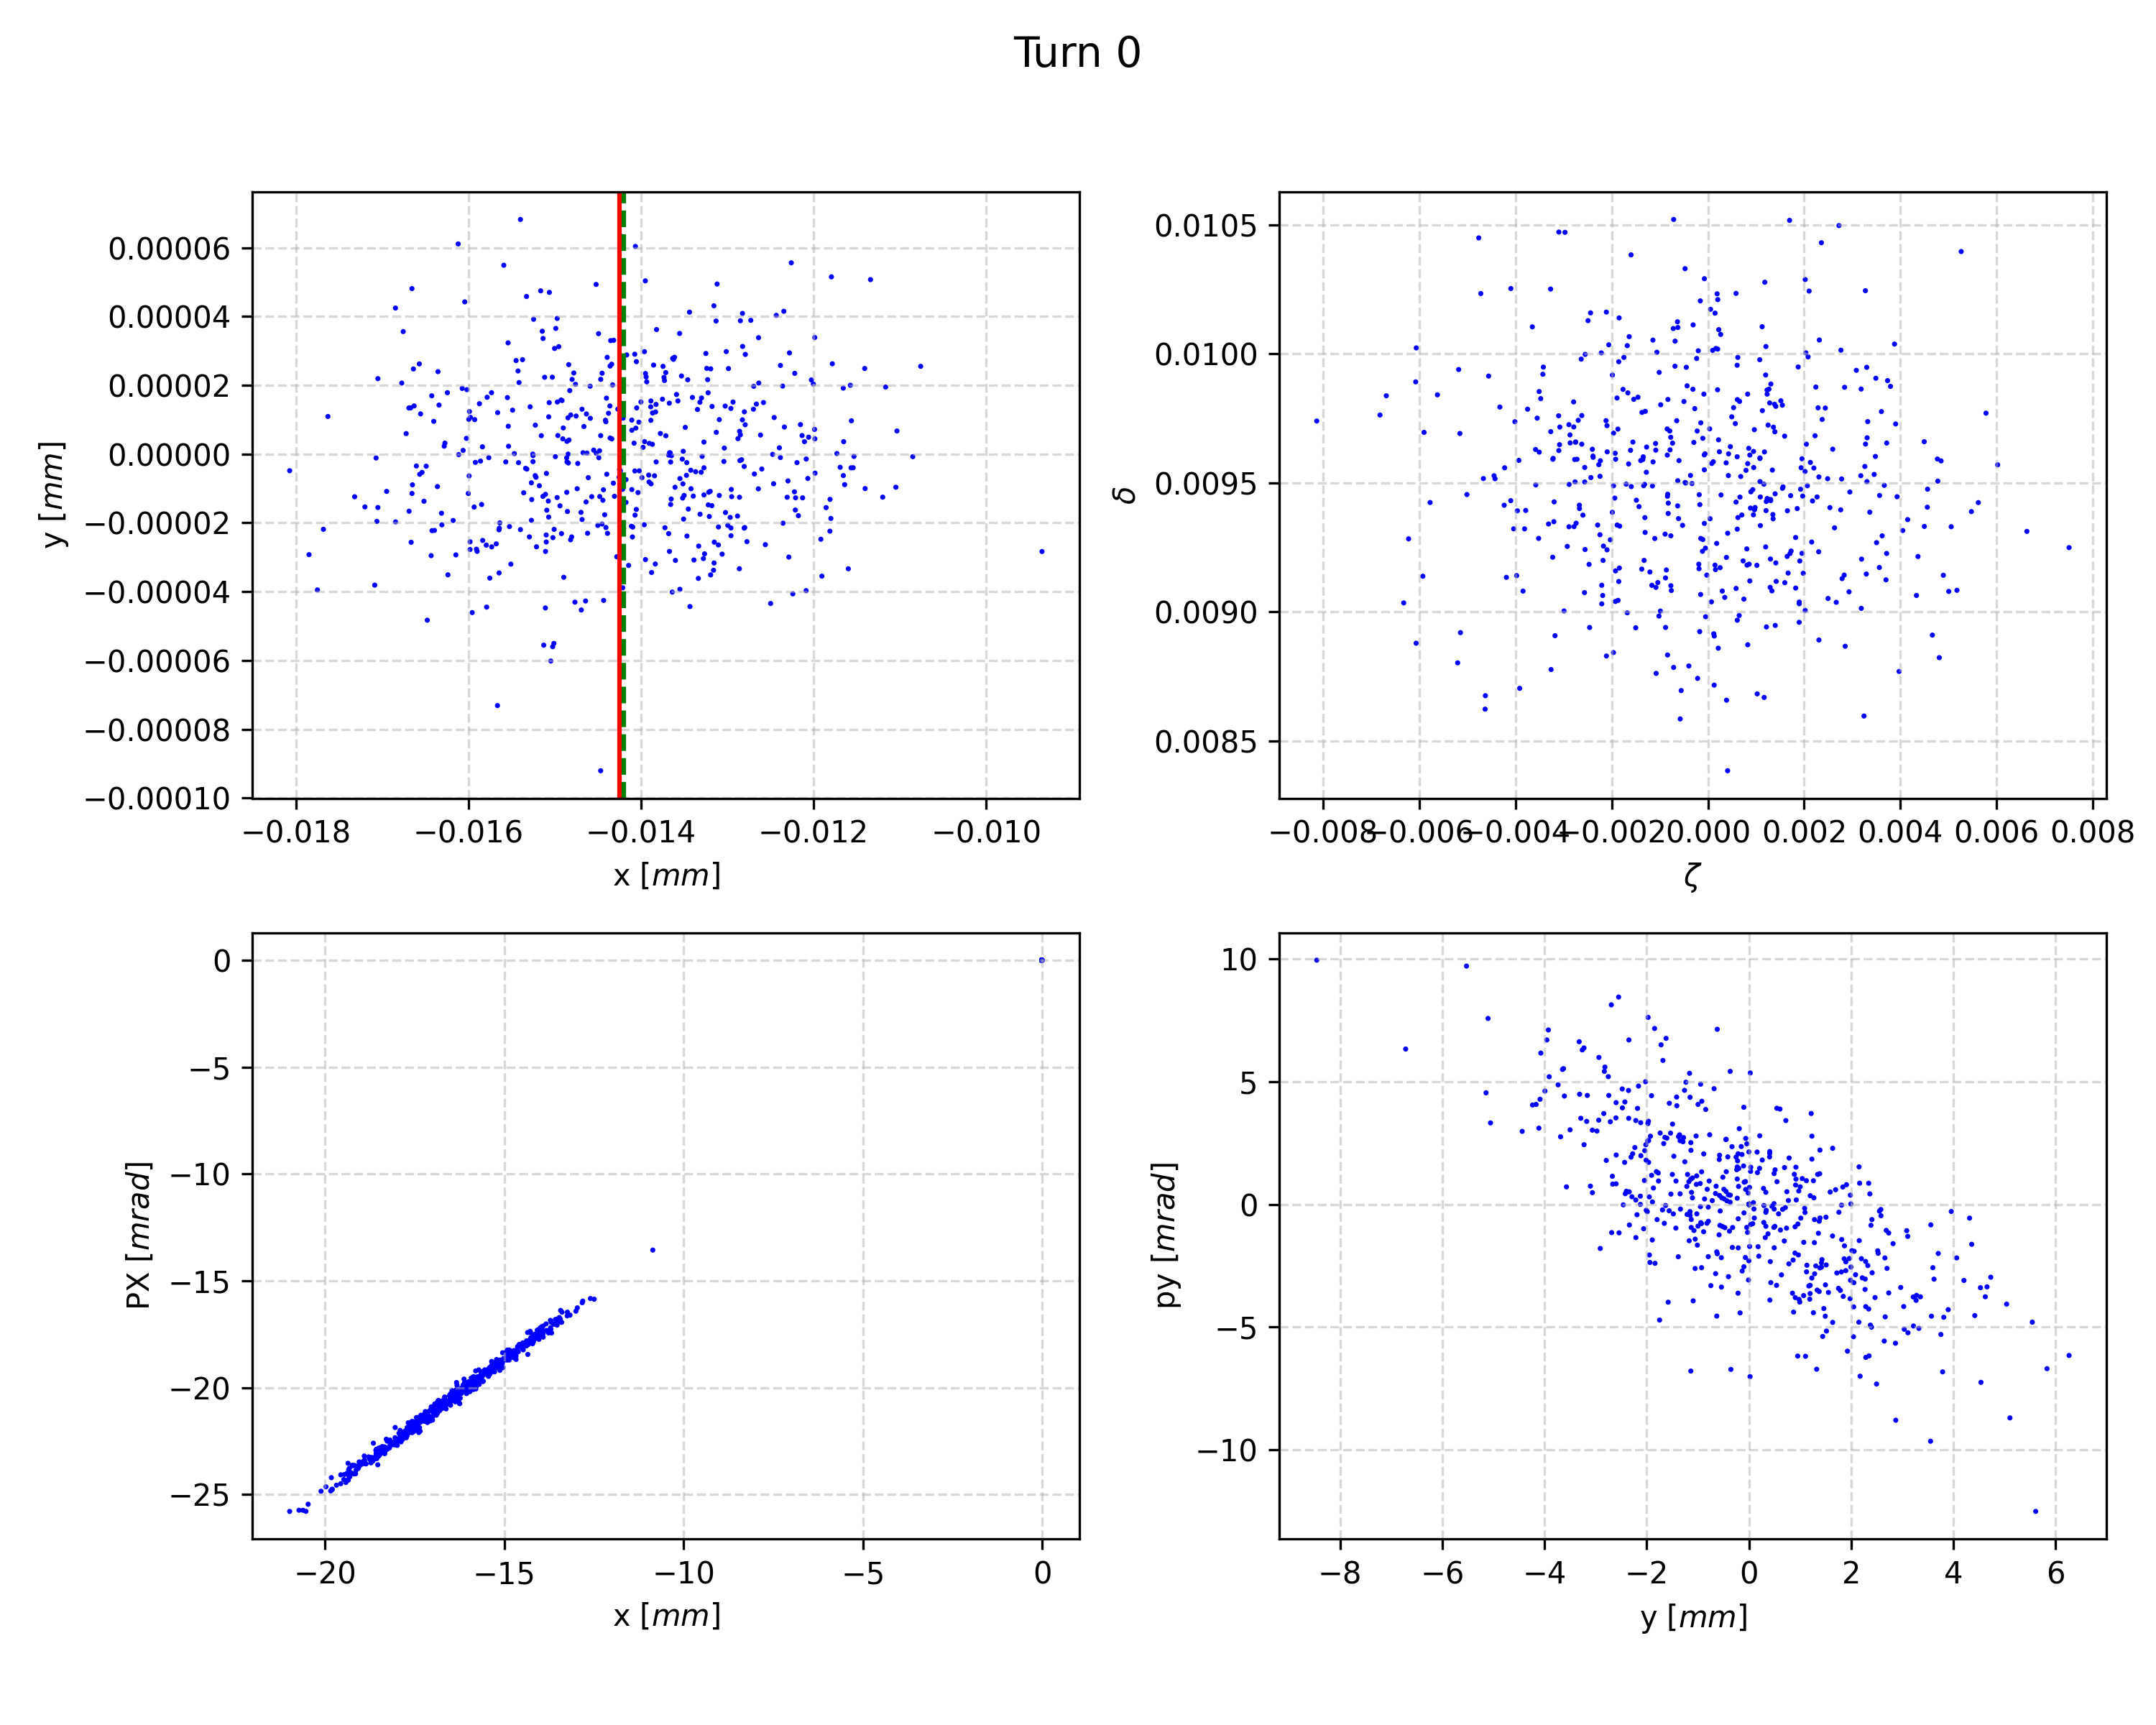 Turn 0
0.00006
0.00004
0.00002
0.00000
−0.00002
−0.00004
−0.00006
−0.00008
−0.00010
y [mm]
−0.018 −0.016 −0.014 −0.012 −0.010
x [mm]
0.0105
0.0100
0.0095
0.0090
0.0085
δ
−0.008 −0.006 −0.004 −0.002 0.000 0.002 0.004 0.006 0.008
ζ
0
−5
−10
−15
−20
−25
PX [mrad]
−20 −15 −10 −5 0
x [mm]
10
5
0
−5
−10
py [mrad]
−8 −6 −4 −2 0 2 4 6
y [mm]